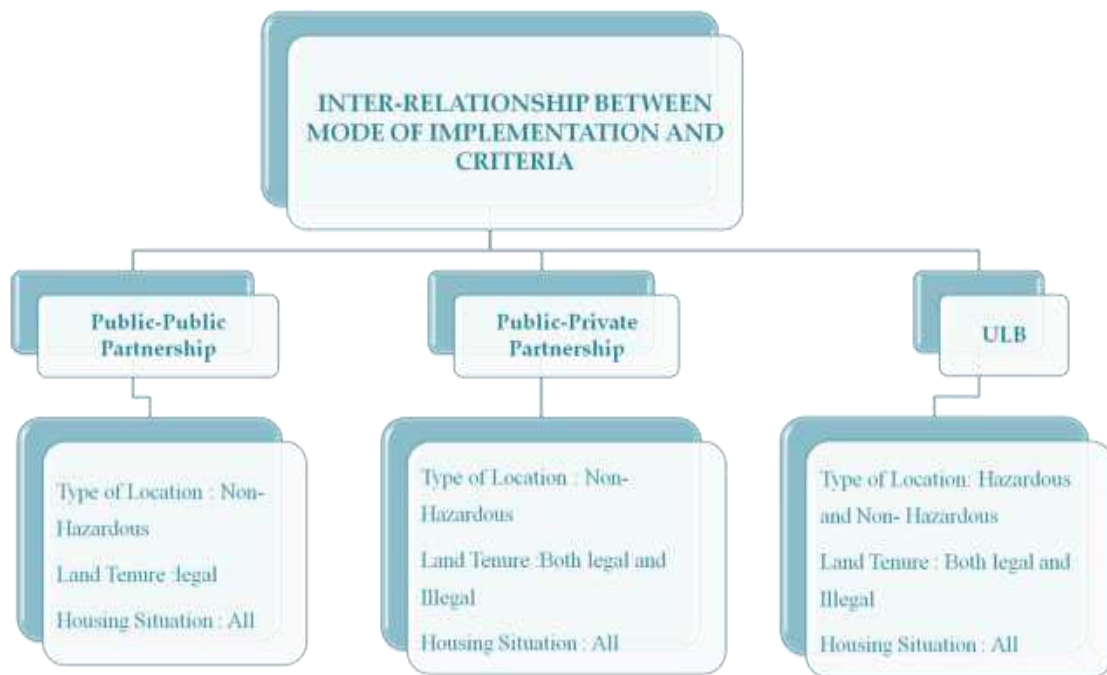 INTER-RELATIONSHIP BETWEEN
MODE OF IMPLEMENTATION AND
CRITERIA
Public-Public
Partnership
Public-Private
Partnership
ULB
Type of Location : Non-
Hazardous
Land Tenure :legal
Housing Situation : All
Type of Location : Non-
Hazardous
Land Tenure :Both legal and
Illegal
Housing Situation : All
Type of Location: Hazardous
and Non- Hazardous
Land Tenure : Both legal and
Illegal
Housing Situation : All